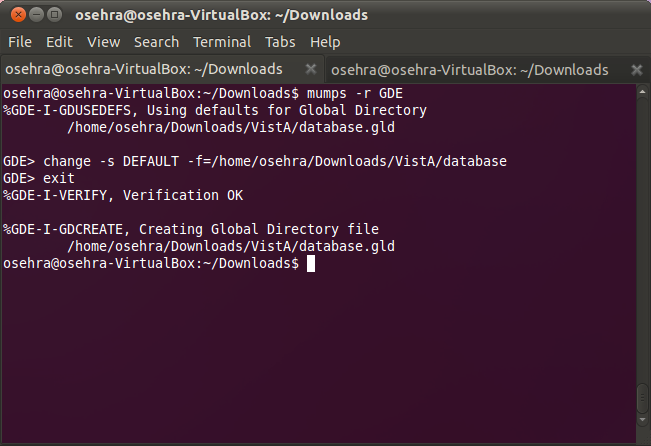 osehra@osehra-VirtualBox: ~/Downloads
File Edit View Search Terminal Tabs Help
osehra@osehra-VirtualBox: ~/Downloads osehra@osehra-VirtualBox: ~/Downloads
osehra@osehra-VirtualBox:~/Downloads$ mumps -r GDE
%GDE-I-GDUSEDEFS, Using defaults for Global Directory
/home/osehra/Downloads/VistA/database.gld
GDE> change -s DEFAULT -f=/home/osehra/Downloads/VistA/database
GDE> exit
%GDE-I-VERIFY, Verification OK
%GDE-I-GDCREATE, Creating Global Directory file
/home/osehra/Downloads/VistA/database.gld
osehra@osehra-VirtualBox:~/Downloads$